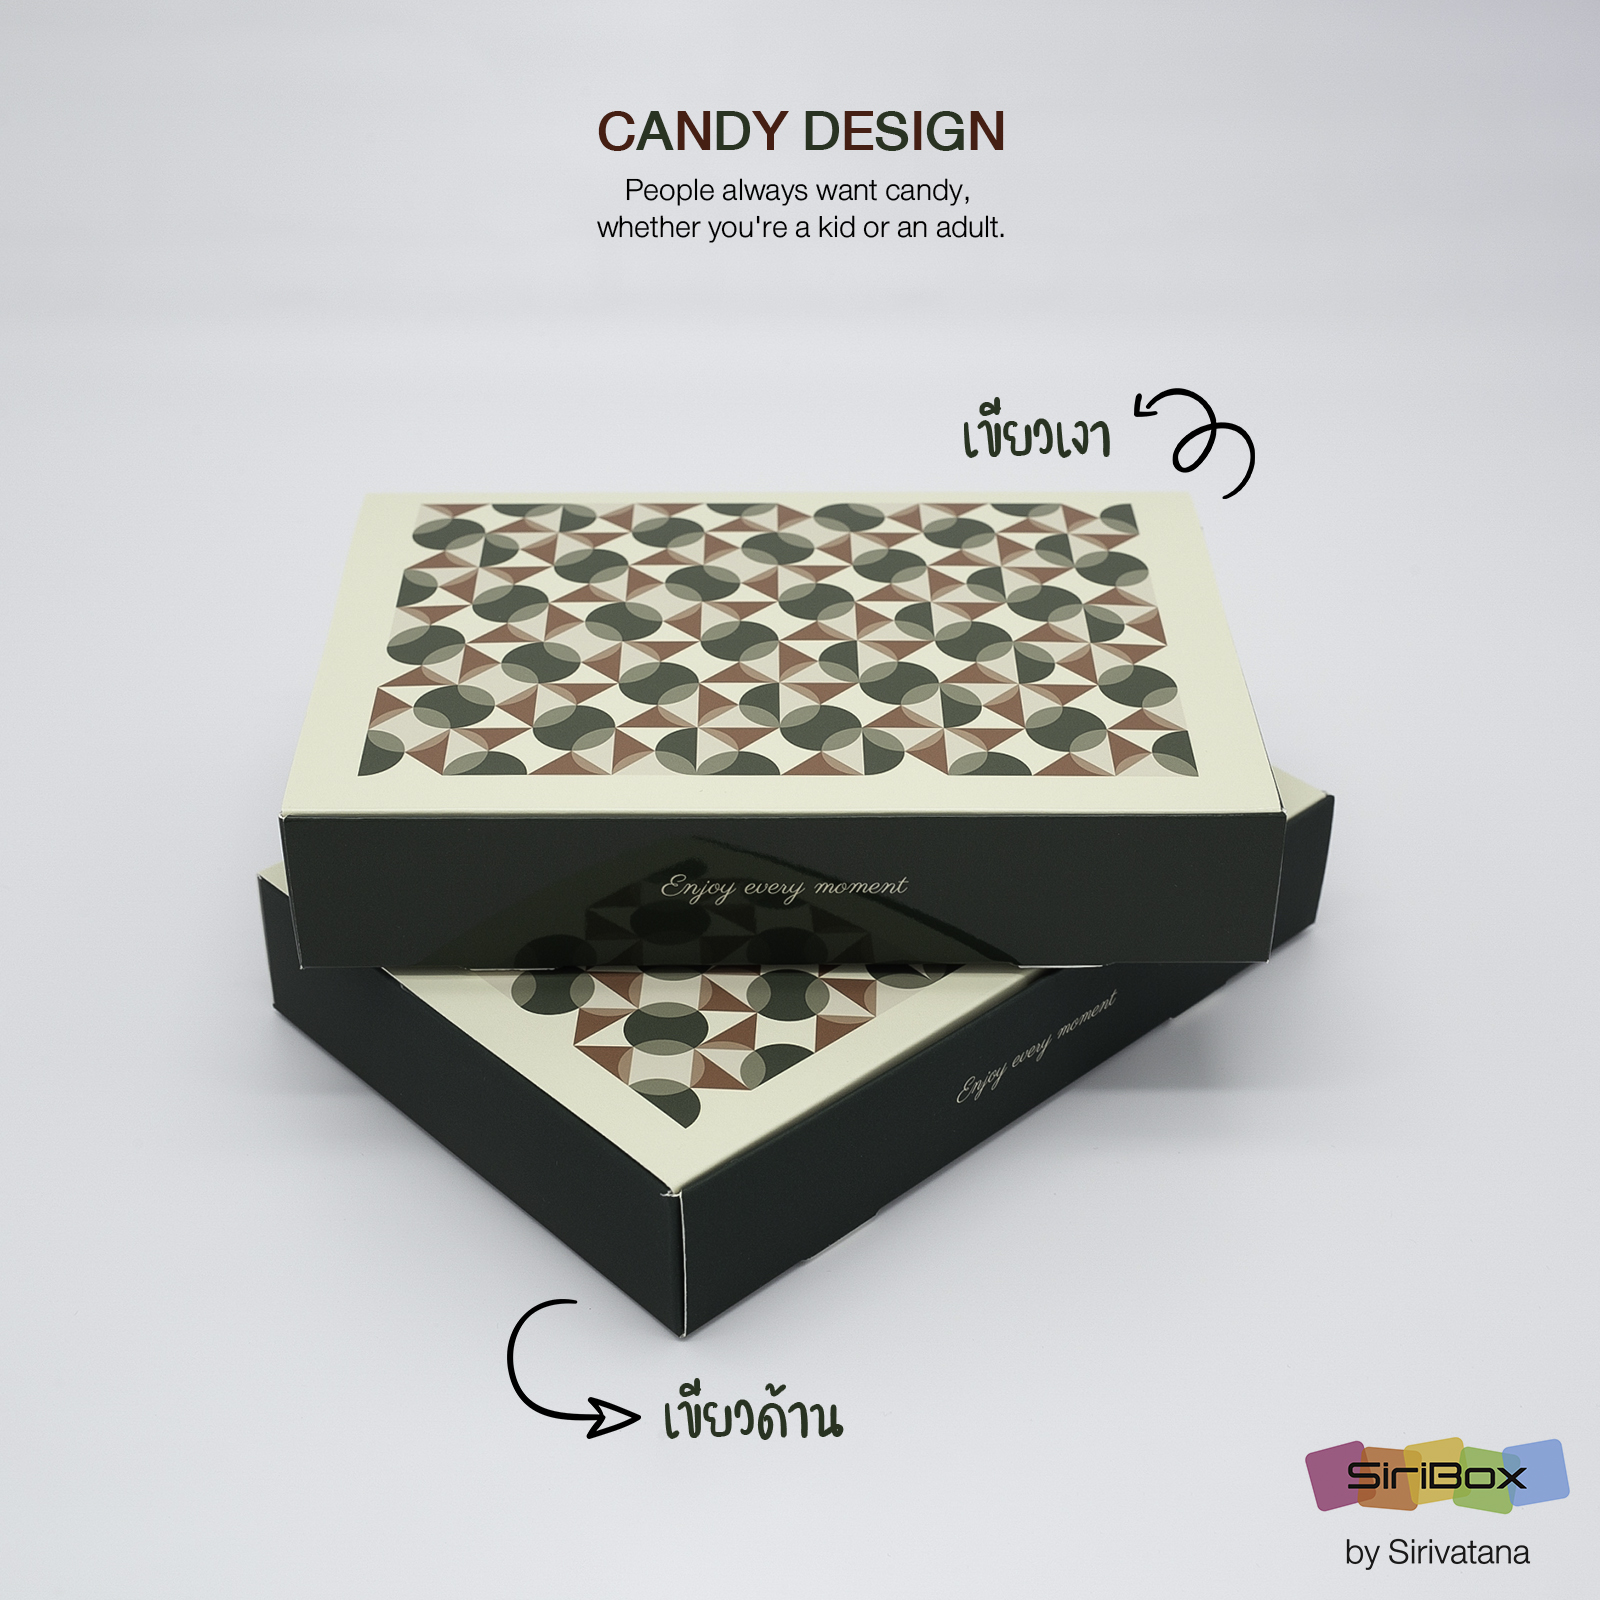 CANDY DESIGN
People always want candy,
whether you're a kid or an adult.
เขียวเงา
Enjoy every moment
Enjoy every moment
เขียวด้าน
SiriBox
by Sirivatana